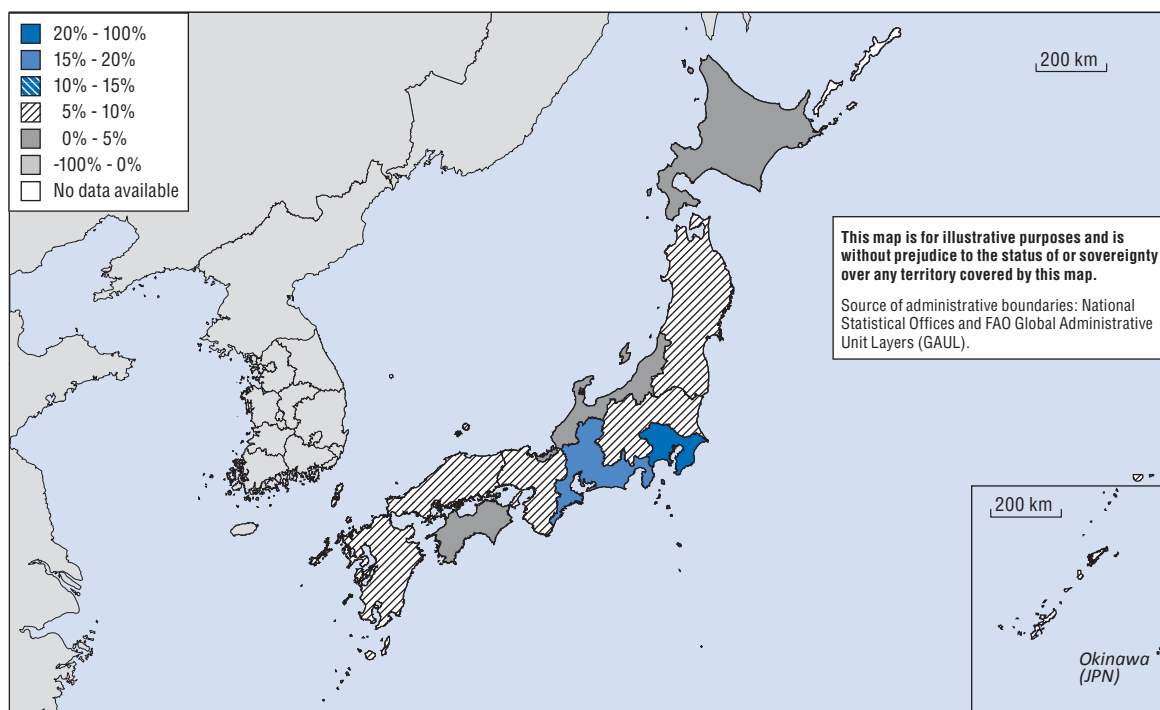 20% - 100%
15% - 20%
10% - 15%
5% - 10%
0% - 5%
-100% - 0%
No data available
200 km
This map is for illustrative purposes and is
without prejudice to the status of or sovereignty
over any territory covered by this map.
Source of administrative boundaries: National
Statistical Offices and FAO Global Administrative
Unit Layers (GAUL).
200 km
Okinawa
(JPN)